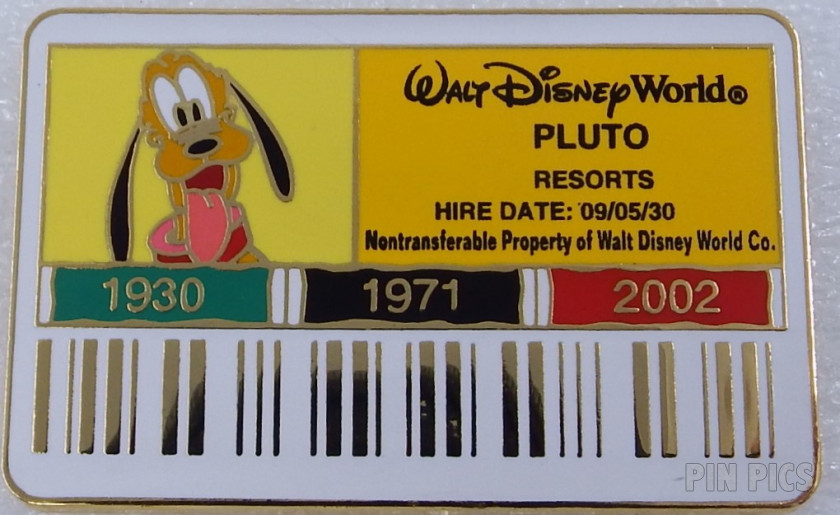 Walt Disney World®
PLUTO
RESORTS
HIRE DATE: 09/05/30
Nontransferable Property of Walt Disney World Co.
1930 1971 2002
PIN PICS